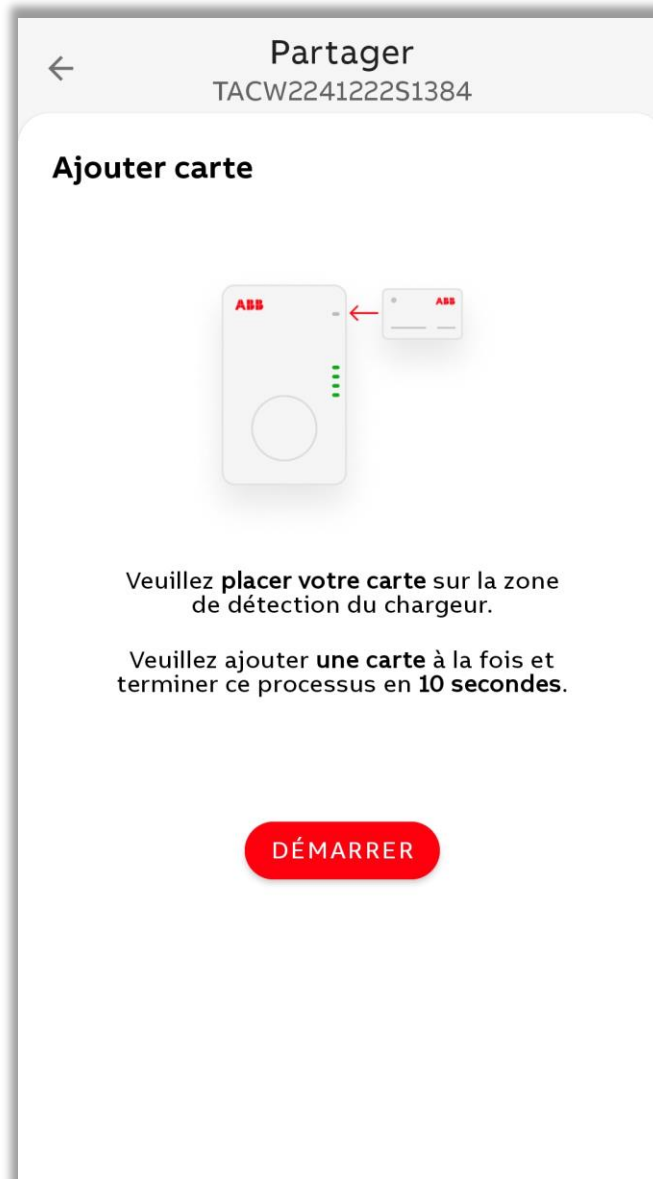 Partager
TACW2241222S1384
Ajouter carte
ABB
ABB
Veuillez placer votre carte sur la zone
de détection du chargeur.
Veuillez ajouter une carte à la fois et
terminer ce processus en 10 secondes.
DÉMARRER